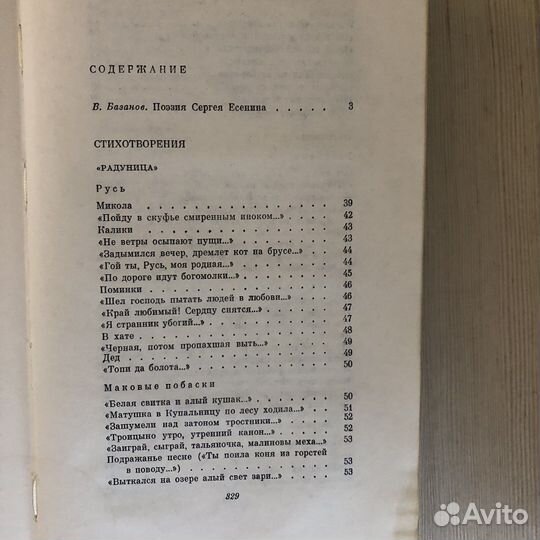 СОДЕРЖАНИЕ
В. Базанов. Поэзия Сергея Есенина . . . . . 3
СТИХОТВОРЕНИЯ
«РАДУНИЦА»
Русь
Микола . . . . . . . . . . . . . 39
«Пойду в скуфье смиренным иноком...» . . . . 42
Калики . . . . . . . . . . . . . 43
«Не ветры осыпают пущи...» . . . . . . . 43
«Задымился вечер, дремлет кот на брусе...» . . . 44
«Гой ты, Русь, моя родная...» . . . . . . . 44
«По дороге идут богомолки...» . . . . . . . 45
Поминки . . . . . . . . . . . . . 46
«Шел господь пытать людей в любови...» . . . . 46
«Край любимый! Сердцу снятся...» . . . . . . 47
«Я странник убогий...» . . . . . . . . . 47
В хате . . . . . . . . . . . . . 48
«Черная, потом пропахшая выть...» . . . . . . 49
Дед . . . . . . . . . . . . . . 49
«Топи да болота...» . . . . . . . . . . 50
Маковые побаски
«Белая свитка и алый кушак...» . . . . . . . 50
«Матушка в Купальницу по лесу ходила...» . . . 51
«Зашумели над затоном тростники...» . . . . . 52
«Троицыно утро, утренний канон...» . . . . . 52
«Заиграй, сыграй, тальяночка, малиновы меха...» . . 53
Подражанье песне («Ты поила коня из горстей
в поводу...») . . . . . . . . . . . 53
«Выткался на озере алый свет зари...» . . . . . 53
329
Avito